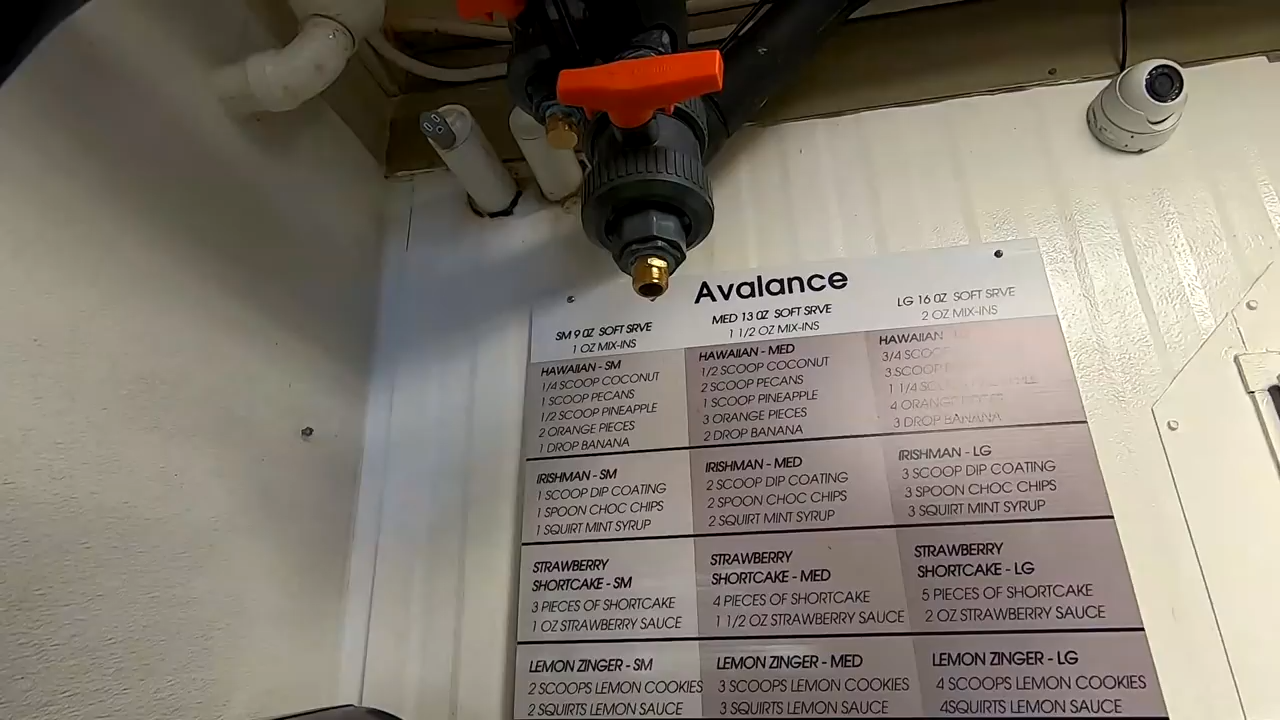 Avalance
SM 9 OZ SOFT SRVE
1 OZ MIX-INS
MED 13 OZ SOFT SRVE
1 1/2 OZ MIX-INS
LG 16 OZ SOFT SRVE
2 OZ MIX-INS
HAWAIIAN - SM
1/4 SCOOP COCONUT
1 SCOOP PECANS
1/2 SCOOP PINEAPPLE
2 ORANGE PIECES
1 DROP BANANA
HAWAIIAN - MED
1/2 SCOOP COCONUT
2 SCOOP PECANS
1 SCOOP PINEAPPLE
3 ORANGE PIECES
2 DROP BANANA
HAWAIIAN
3/4
3 SCOOP
1 1/4
4 ORANGE
3 DROP BANANA
IRISHMAN - SM
1 SCOOP DIP COATING
1 SPOON CHOC CHIPS
1 SQUIRT MINT SYRUP
IRISHMAN - MED
2 SCOOP DIP COATING
2 SPOON CHOC CHIPS
2 SQUIRT MINT SYRUP
IRISHMAN - LG
3 SCOOP DIP COATING
3 SPOON CHOC CHIPS
3 SQUIRT MINT SYRUP
STRAWBERRY
SHORTCAKE - SM
3 PIECES OF SHORTCAKE
1 OZ STRAWBERRY SAUCE
STRAWBERRY
SHORTCAKE - MED
4 PIECES OF SHORTCAKE
1 1/2 OZ STRAWBERRY SAUCE
STRAWBERRY
SHORTCAKE - LG
5 PIECES OF SHORTCAKE
2 OZ STRAWBERRY SAUCE
LEMON ZINGER - SM
2 SCOOPS LEMON COOKIES
2 SQUIRTS LEMON SAUCE
LEMON ZINGER - MED
3 SCOOPS LEMON COOKIES
3 SQUIRTS LEMON SAUCE
LEMON ZINGER - LG
4 SCOOPS LEMON COOKIES
4SQUIRTS LEMON SAUCE